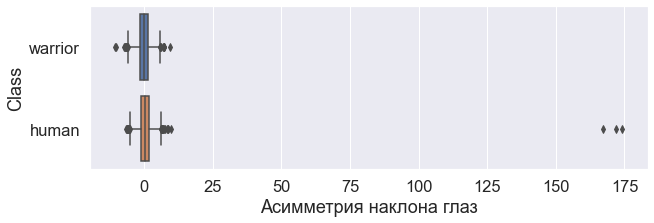 Class
warrior
human
0 25 50 75 100 125 150 175
Асимметрия наклона глаз